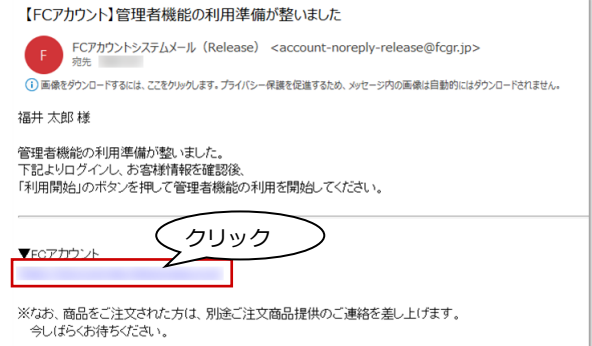 【FCアカウント】管理者機能の利用準備が整いました
F
FCアカウントシステムメール（Release） <account-noreply-release@fcgr.jp>
宛先
画像をダウンロードするには、ここをクリックします。プライバシー保護を促進するため、メッセージ内の画像は自動的にはダウンロードされません。
福井 太郎 様
管理者機能の利用準備が整いました。
下記よりログインし、お客様情報を確認後、
「利用開始」のボタンを押して管理者機能の利用を開始してください。
クリック
▼FCアカウント
※なお、商品をご注文された方は、別途ご注文商品提供のご連絡を差し上げます。
今しばらくお待ちください。